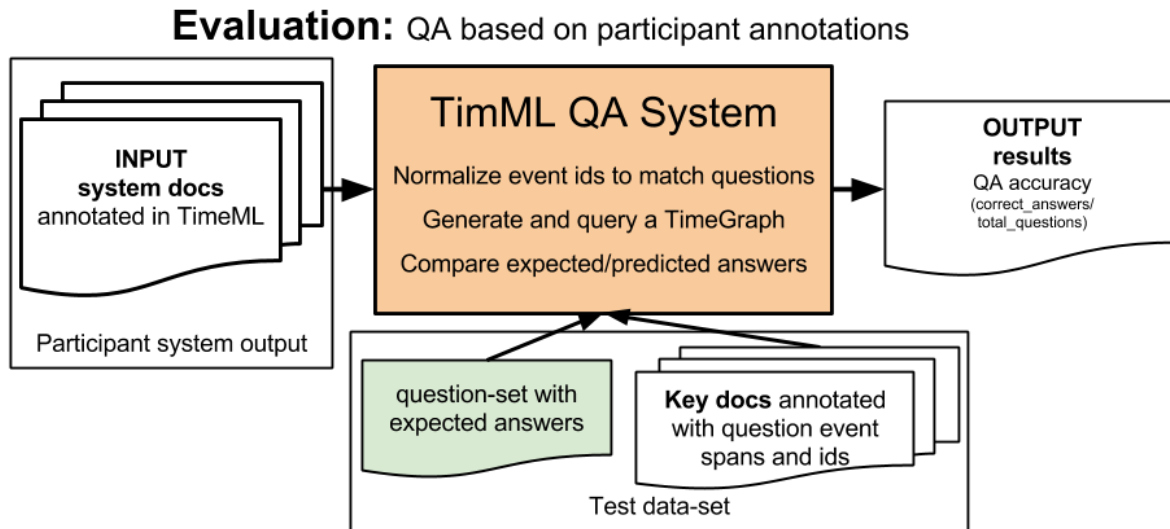 Evaluation: QA based on participant annotations
INPUT
system docs
annotated in TimeML
Participant system output
TimML QA System
Normalize event ids to match questions
Generate and query a TimeGraph
Compare expected/predicted answers
OUTPUT
results
QA accuracy
(correct_answers/
total_questions)
question-set with
expected answers
Key docs annotated
with question event
spans and ids
Test data-set